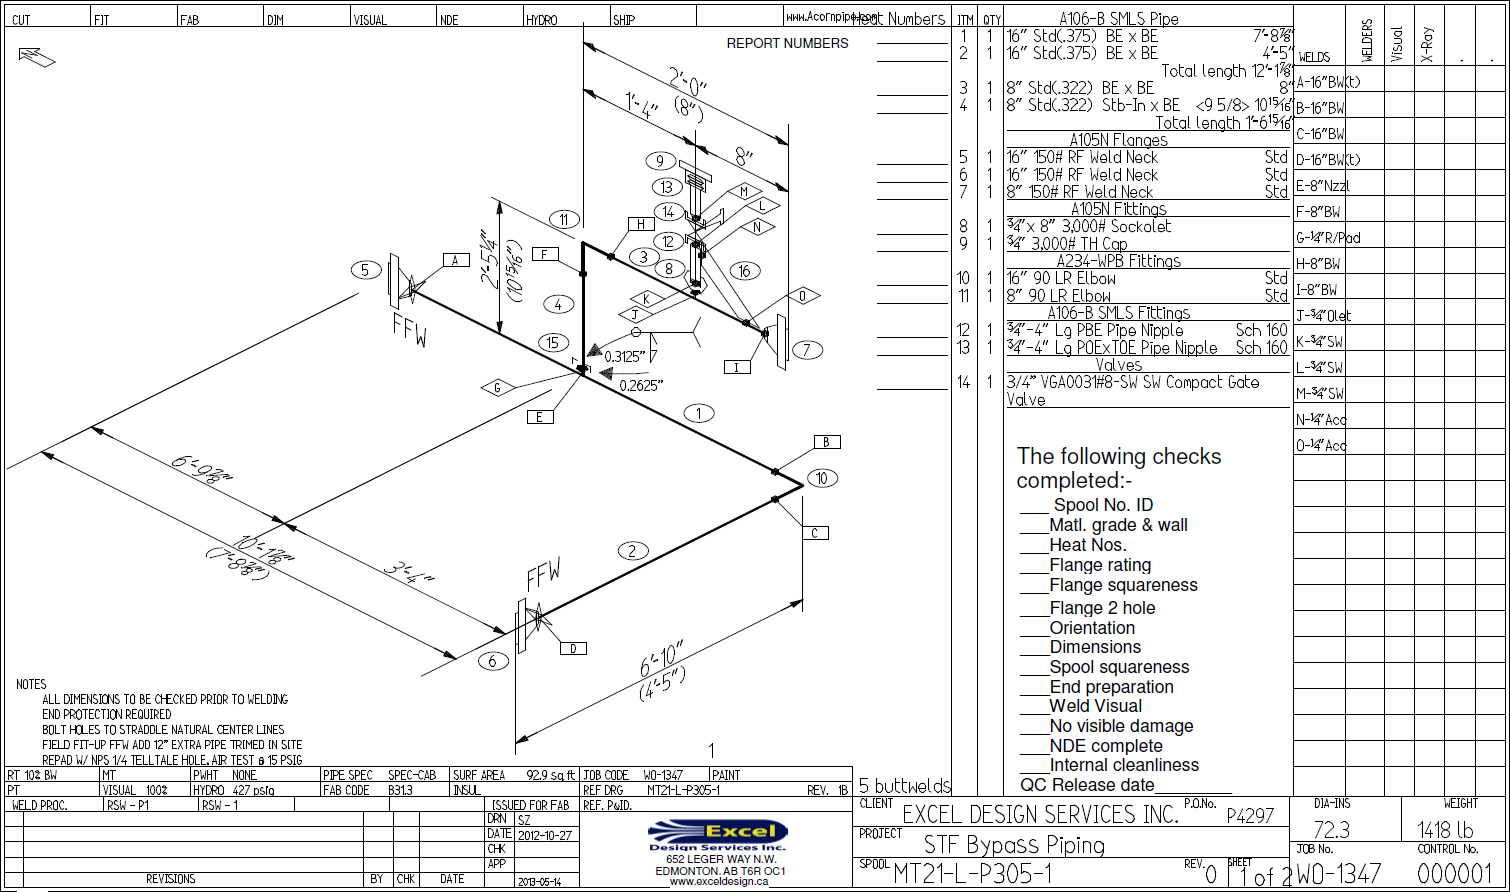 CUT FIT FAB DIM VISUAL NDE HYDRO SHIP www.Acornpipe.com
Heat Numbers
REPORT NUMBERS
ITM QTY A106-B SMLS Pipe
1 1 16" Std(.375) BE x BE 7'-8⅞"
2 1 16" Std(.375) BE x BE 4'-5"
Total length 12'-1⅞"
3 1 8" Std(.322) BE x BE 8"
4 1 8" Std(.322) Stb-In x BE <9 5/8> 10 15/16"
Total length 1'-6 15/16"
A105N Flanges
5 1 16" 150# RF Weld Neck Std
6 1 16" 150# RF Weld Neck Std
7 1 8" 150# RF Weld Neck Std
A105N Fittings
8 1 ¾" x 8" 3,000# Sockolet
9 1 ¾" 3,000# TH Cap
A234-WPB Fittings
10 1 16" 90 LR Elbow Std
11 1 8" 90 LR Elbow Std
A106-B SMLS Fittings
12 1 ¾"-4" Lg PBE Pipe Nipple Sch 160
13 1 ¾"-4" Lg POExTOE Pipe Nipple Sch 160
Valves
14 1 3/4" VGA0031#8-SW SW Compact Gate
Valve
WELDS WELDERS Visual X-Ray . .
A-16"BW(t)
B-16"BW
C-16"BW
D-16"BW(t)
E-8"Nzzl
F-8"BW
G-¼"R/Pad
H-8"BW
I-8"BW
J-¾"Olet
K-¾"SW
L-¾"SW
M-¾"SW
N-¼"Acc
O-¼"Acc
The following checks
completed:-
___ Spool No. ID
___Matl. grade & wall
___Heat Nos.
___Flange rating
___Flange squareness
___Flange 2 hole
___Orientation
___Dimensions
___Spool squareness
___End preparation
___Weld Visual
___No visible damage
___NDE complete
___Internal cleanliness
QC Release date_________
2'-0"
(8")
1'-4"
8"
9
13
14
12
8
M
L
N
K
J
O
16
11
H
F
3
2'-5¼"
(10 15/16")
5
A
FFW
4
15
0.3125"
0.2625"
G
E
I
7
1
B
10
C
2
6'-9⅞"
10'-1⅞"
(7'-8⅞")
3'-4"
FFW
D
6
6'-10"
(4'-5")
1
NOTES
ALL DIMENSIONS TO BE CHECKED PRIOR TO WELDING
END PROTECTION REQUIRED
BOLT HOLES TO STRADDLE NATURAL CENTER LINES
FIELD FIT-UP FFW ADD 12" EXTRA PIPE TRIMED IN SITE
REPAD W/ NPS 1/4 TELLTALE HOLE. AIR TEST @ 15 PSIG
RT 10% BW MT PWHT NONE PIPE SPEC SPEC-CAB SURF AREA 92.9 sq.ft JOB CODE WO-1347 PAINT
PT VISUAL 100% HYDRO 427 psig FAB CODE B31.3 INSUL REF DRG MT21-L-P305-1 REV. 1B
5 buttwelds
WELD PROC. RSW - P1 RSW - 1 ISSUED FOR FAB REF. P&ID.
DRN SZ
DATE 2012-10-27
CHK
APP
REVISIONS BY CHK DATE 2013-05-14
Excel
Design Services Inc.
652 LEGER WAY N.W.
EDMONTON. AB T6R OC1
www.exceldesign.ca
CLIENT EXCEL DESIGN SERVICES INC. P.O.No. P4297
PROJECT STF Bypass Piping
SPOOL MT21-L-P305-1 REV. 0 SHEET 1 of 2
DIA-INS 72.3 WEIGHT 1418 lb
JOB No. WO-1347 CONTROL No. 000001